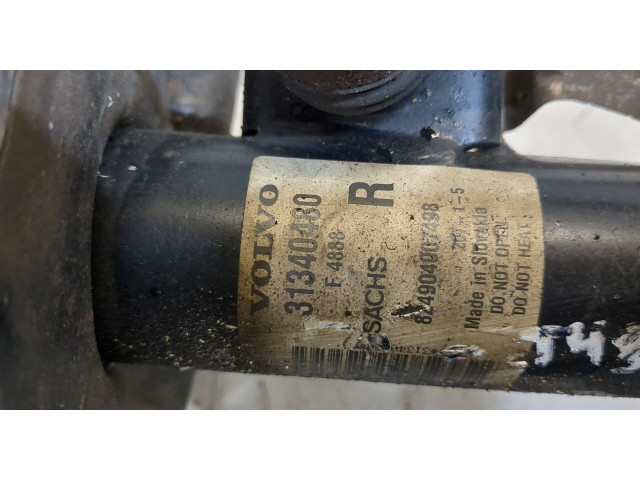 VOLVO
31340480
E 4888
R
SACHS
824904007498
Made in Slovakia
DO NOT OPEN
DO NOT HEAT